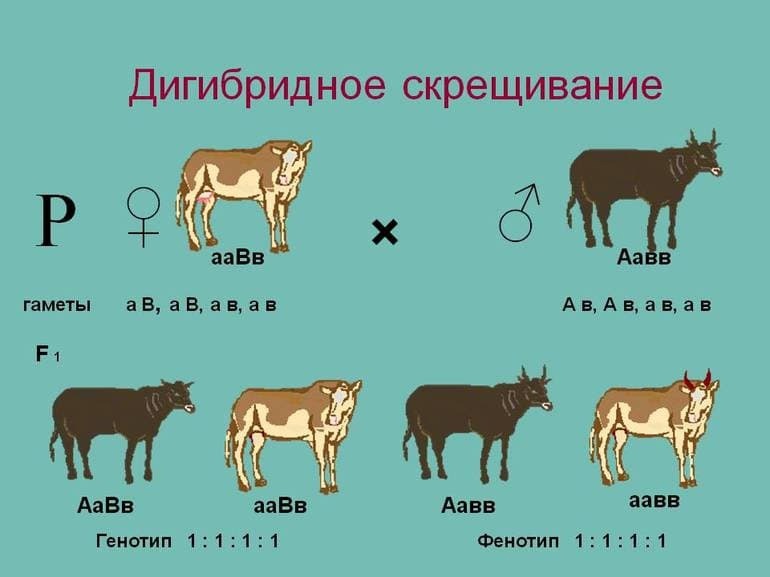 Дигибридное скрещивание
P ♀ × ♂
ааВв Аавв
гаметы а В, а В, а в, а в А в, А в, а в, а в
F 1
АаВв ааВв Аавв аавв
Генотип 1 : 1 : 1 : 1 Фенотип 1 : 1 : 1 : 1